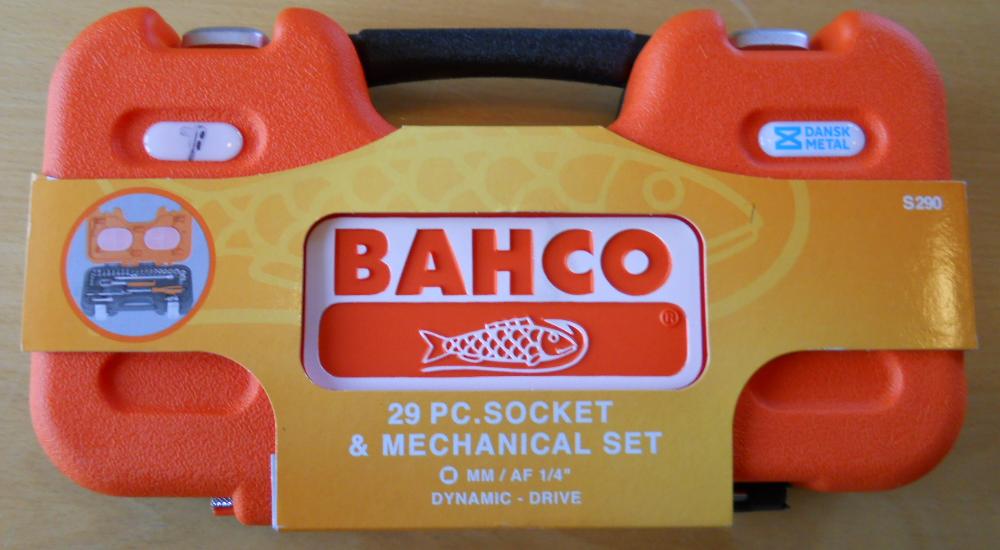 DANSK
METAL
S290
BAHCO
®
29 PC.SOCKET
& MECHANICAL SET
MM / AF 1/4"
DYNAMIC - DRIVE